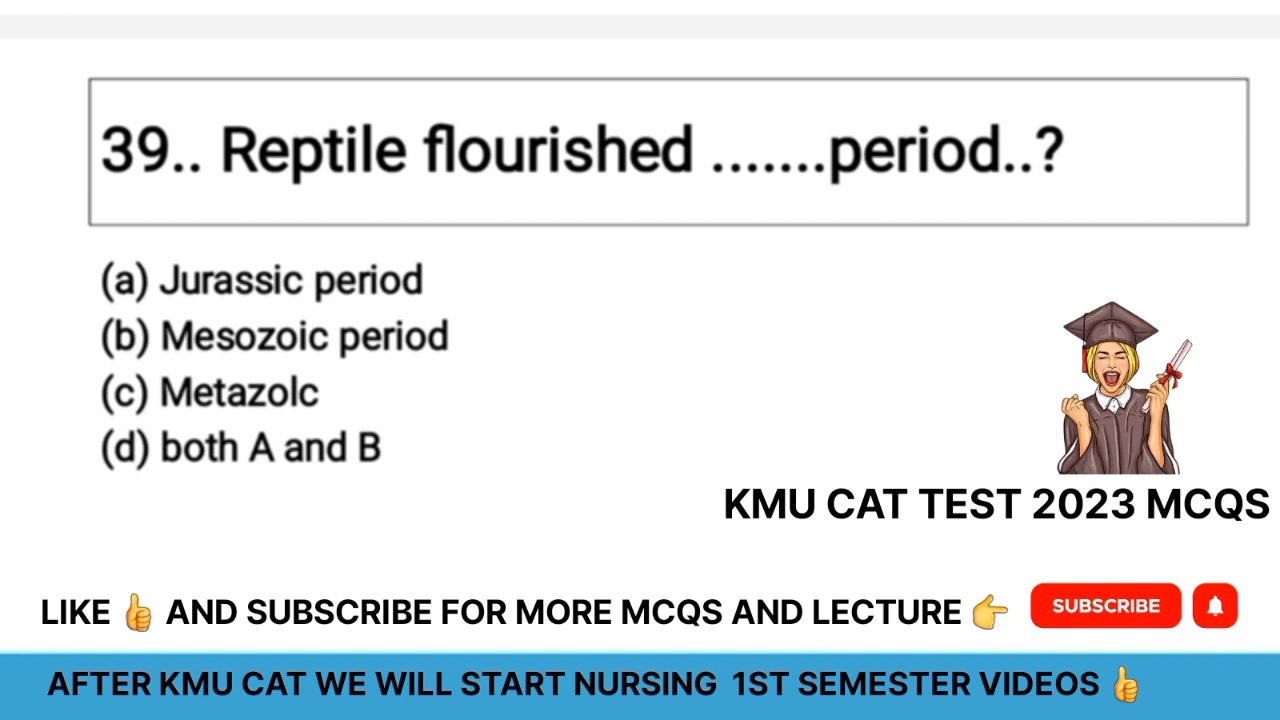 39.. Reptile flourished .......period..?
(a) Jurassic period
(b) Mesozoic period
(c) Metazolc
(d) both A and B
KMU CAT TEST 2023 MCQS
LIKE 👍 AND SUBSCRIBE FOR MORE MCQS AND LECTURE 👉 SUBSCRIBE
AFTER KMU CAT WE WILL START NURSING 1ST SEMESTER VIDEOS 👍